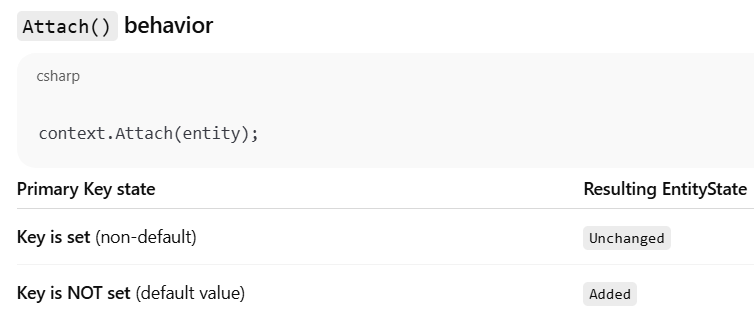 Attach() behavior
csharp
context.Attach(entity);
Primary Key state Resulting EntityState
Key is set (non-default) Unchanged
Key is NOT set (default value) Added